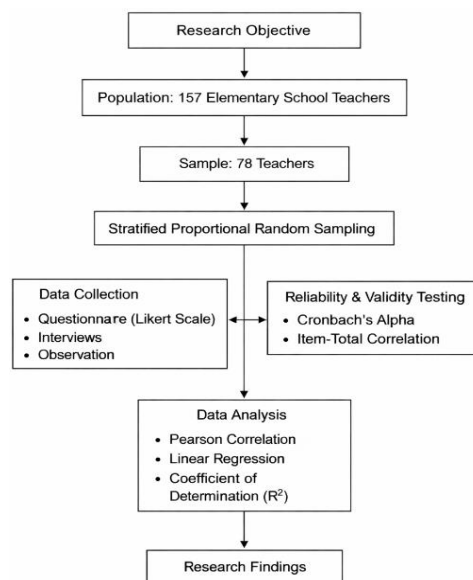 Research Objective
Population: 157 Elementary School Teachers
Sample: 78 Teachers
Stratified Proportional Random Sampling
Data Collection
• Questionnare (Likert Scale)
• Interviews
• Observation
Reliability & Validity Testing
• Cronbach's Alpha
• Item-Total Correlation
Data Analysis
• Pearson Correlation
• Linear Regression
• Coefficient of
Determination (R²)
Research Findings